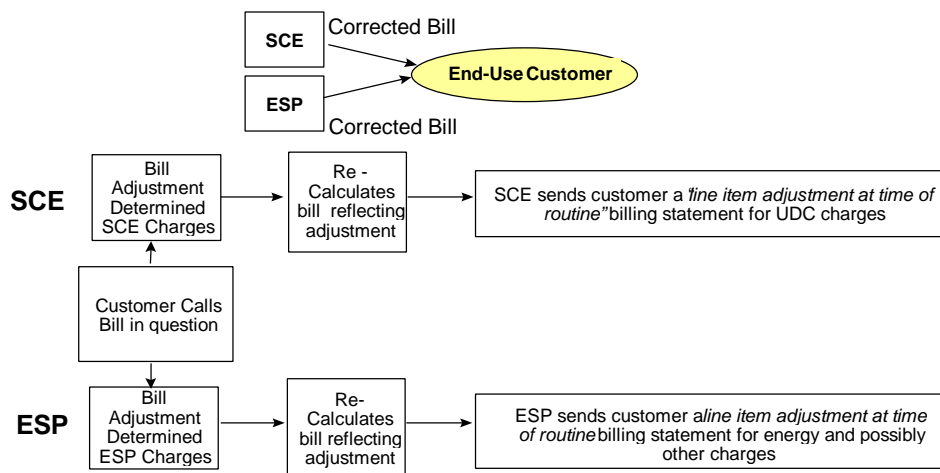 Corrected Bill
SCE
End-Use Customer
ESP
Corrected Bill
SCE
Bill
Adjustment
Determined
SCE Charges
Re -
Calculates
bill reflecting
adjustment
SCE sends customer a "line item adjustment at time of
routine" billing statement for UDC charges
Customer Calls
Bill in question
ESP
Bill
Adjustment
Determined
ESP Charges
Re-
Calculates
bill reflecting
adjustment
ESP sends customer aline item adjustment at time
of routine billing statement for energy and possibly
other charges